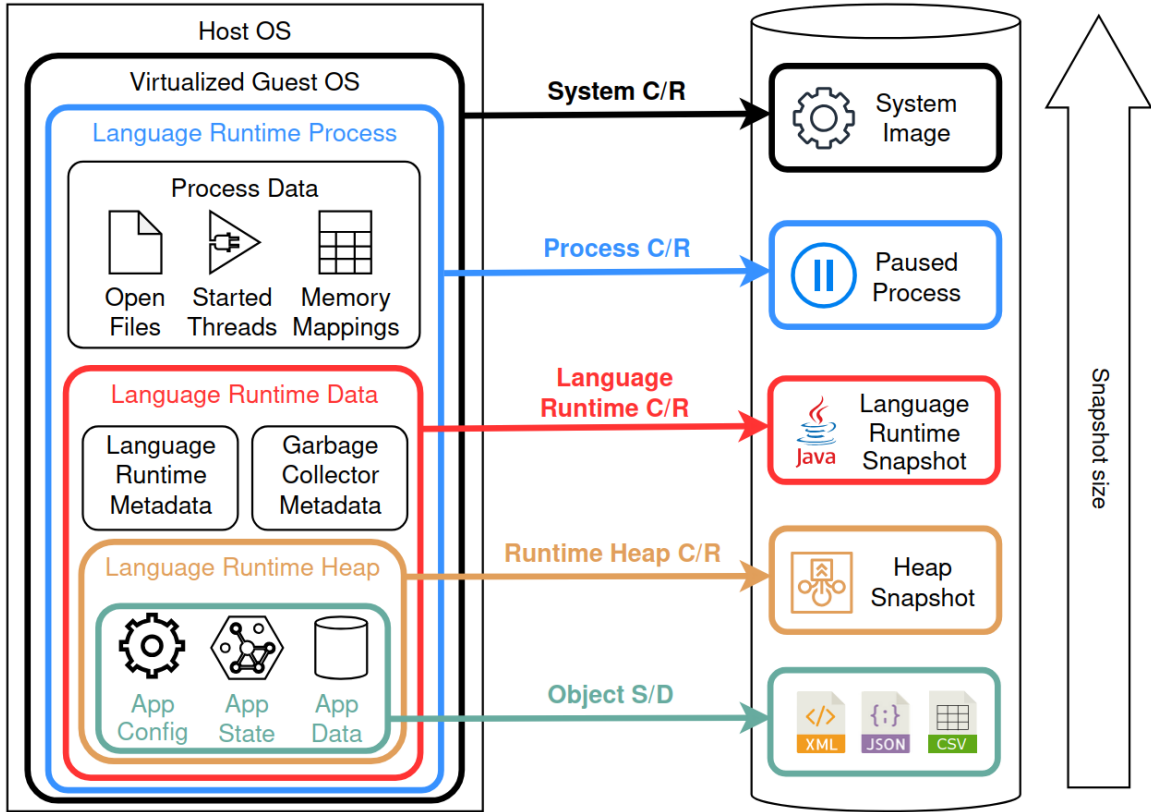 Host OS
Virtualized Guest OS
Language Runtime Process
Process Data
Open
Files
Started
Threads
Memory
Mappings
Language Runtime Data
Language
Runtime
Metadata
Garbage
Collector
Metadata
Language Runtime Heap
App
Config
App
State
App
Data
System C/R
Process C/R
Language
Runtime C/R
Runtime Heap C/R
Object S/D
System
Image
Paused
Process
Java
Language
Runtime
Snapshot
Heap
Snapshot
</>
XML
{;}
JSON
CSV
Snapshot size